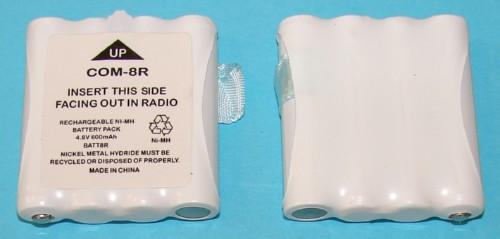 UP
COM-8R
INSERT THIS SIDE
FACING OUT IN RADIO
RECHARGEABLE Ni-MH
BATTERY PACK
4.8V 600mAh
BATT8R
Ni-MH
NICKEL METAL HYDRIDE MUST BE
RECYCLED OR DISPOSED OF PROPERLY.
MADE IN CHINA